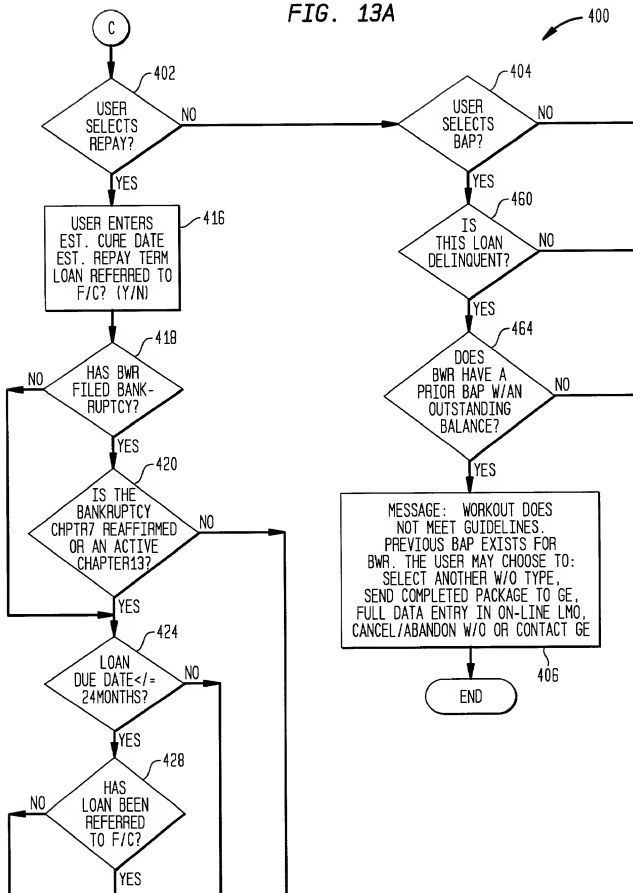 FIG. 13A
400
C
402
USER
SELECTS
REPAY?
NO
YES
416
USER ENTERS
EST. CURE DATE
EST. REPAY TERM
LOAN REFERRED TO
F/C? (Y/N)
418
HAS BWR
FILED BANK-
RUPTCY?
NO
YES
420
IS THE
BANKRUPTCY
CHPTR7 REAFFIRMED
OR AN ACTIVE
CHAPTER13?
NO
YES
424
LOAN
DUE DATE</=
24MONTHS?
NO
YES
428
HAS
LOAN BEEN
REFERRED
TO F/C?
NO
YES
404
USER
SELECTS
BAP?
NO
YES
460
IS
THIS LOAN
DELINQUENT?
NO
YES
464
DOES
BWR HAVE A
PRIOR BAP W/AN
OUTSTANDING
BALANCE?
NO
YES
MESSAGE: WORKOUT DOES
NOT MEET GUIDELINES.
PREVIOUS BAP EXISTS FOR
BWR. THE USER MAY CHOOSE TO:
SELECT ANOTHER W/O TYPE,
SEND COMPLETED PACKAGE TO GE,
FULL DATA ENTRY IN ON-LINE LMO,
CANCEL/ABANDON W/O OR CONTACT GE
406
END